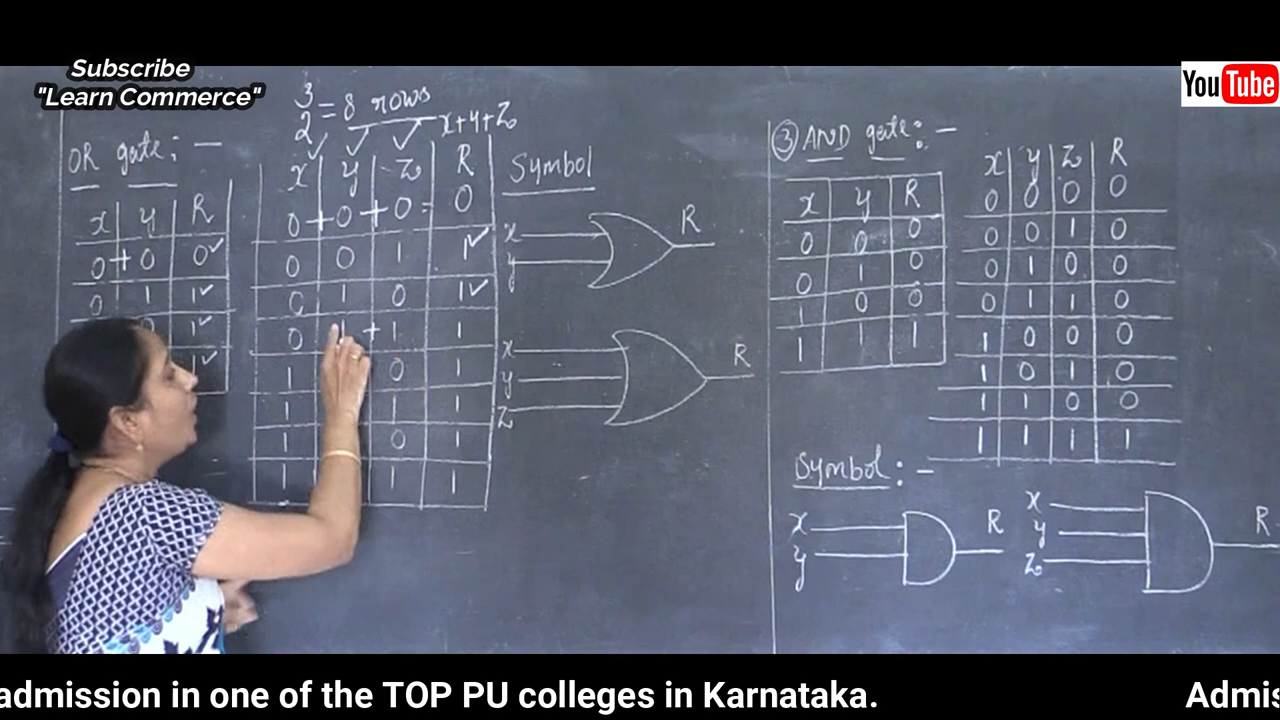 Subscribe
"Learn Commerce"
YouTube
2³ = 8 rows
OR gate : —
x y R
0 + 0 0✓
0 1 1✓
0 1✓
1✓
x+y+z
✓ ✓ ✓
x y z R
0 + 0 + 0 = 0
0 0 1 1✓
0 1 0 1✓
0 1 + 1 1
1 0 1
1 1 1
1 0 1
1 1 1
Symbol
x
y
R
x
y
z
R
③ AND gate : —
x y R
0 0 0
0 1 0
1 0 0
1 1 1
x y z R
0 0 0 0
0 0 1 0
0 1 0 0
0 1 1 0
1 0 0 0
1 0 1 0
1 1 0 0
1 1 1 1
Symbol : —
x
y
R
x
y
z
R
admission in one of the TOP PU colleges in Karnataka. Admis